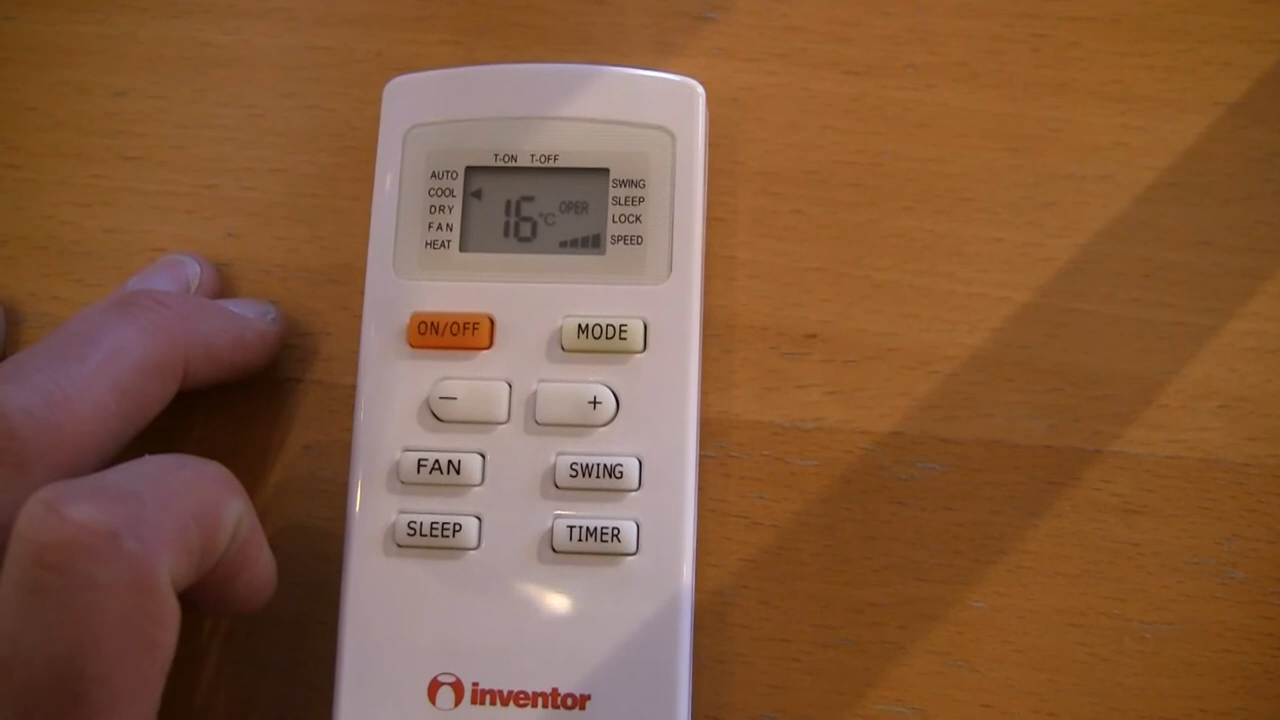 T-ON T-OFF
AUTO
COOL
DRY
FAN
HEAT
16°C OPER
SWING
SLEEP
LOCK
SPEED
ON/OFF MODE
− +
FAN SWING
SLEEP TIMER
inventor